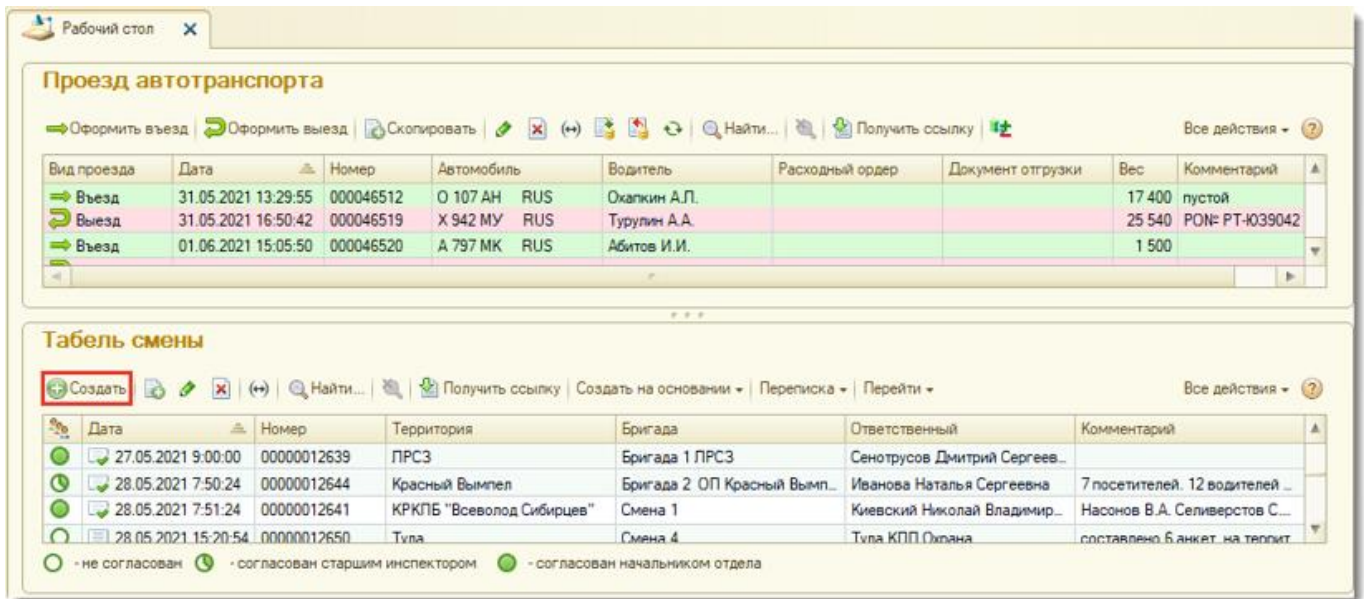 Рабочий стол
Проезд автотранспорта
Оформить въезд Оформить выезд Скопировать Найти... Получить ссылку Все действия
Вид проезда Дата Номер Автомобиль Водитель Расходный ордер Документ отгрузки Вес Комментарий
Въезд 31.05.2021 13:29:55 000046512 О 107 АН RUS Охапкин А.П. 17 400 пустой
Выезд 31.05.2021 16:50:42 000046519 Х 942 МУ RUS Турулин А.А. 25 540 PO№ РТ-Ю39042
Въезд 01.06.2021 15:05:50 000046520 А 797 МК RUS Абитов И.И. 1 500
Табель смены
Создать Найти... Получить ссылку Создать на основании Переписка Перейти Все действия
Дата Номер Территория Бригада Ответственный Комментарий
27.05.2021 9:00:00 00000012639 ЛРСЗ Бригада 1 ЛРСЗ Сенотрусов Дмитрий Сергеев...
28.05.2021 7:50:24 00000012644 Красный Вымпел Бригада 2 ОП Красный Вымп... Иванова Наталья Сергеевна 7 посетителей. 12 водителей ...
28.05.2021 7:51:24 00000012641 КРКПБ "Всеволод Сибирцев" Смена 1 Киевский Николай Владимир... Насонов В.А. Селиверстов С...
28.05.2021 15:20:54 00000012650 Тула Смена 4 Тула КПП Охрана составлено 6 анкет на террит
- не согласован - согласован старшим инспектором - согласован начальником отдела